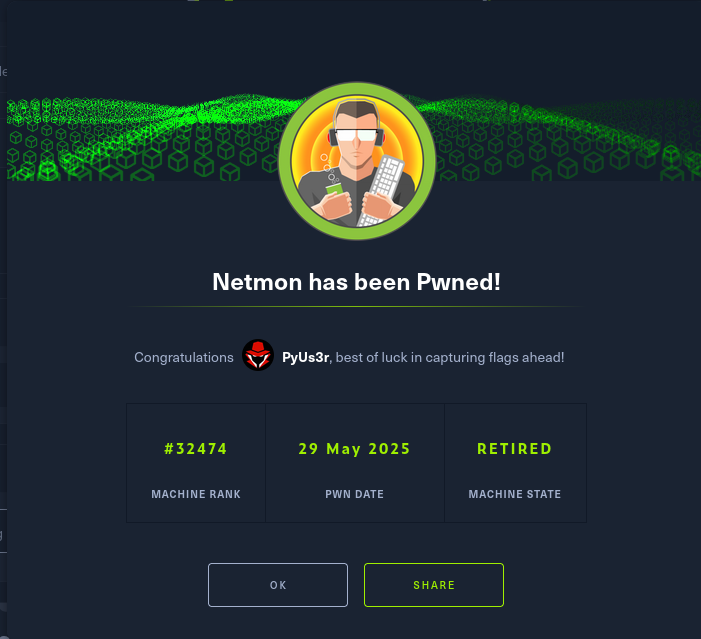 Netmon has been Pwned!
Congratulations PyUs3r, best of luck in capturing flags ahead!
#32474 29 May 2025 RETIRED
MACHINE RANK PWN DATE MACHINE STATE
OK SHARE